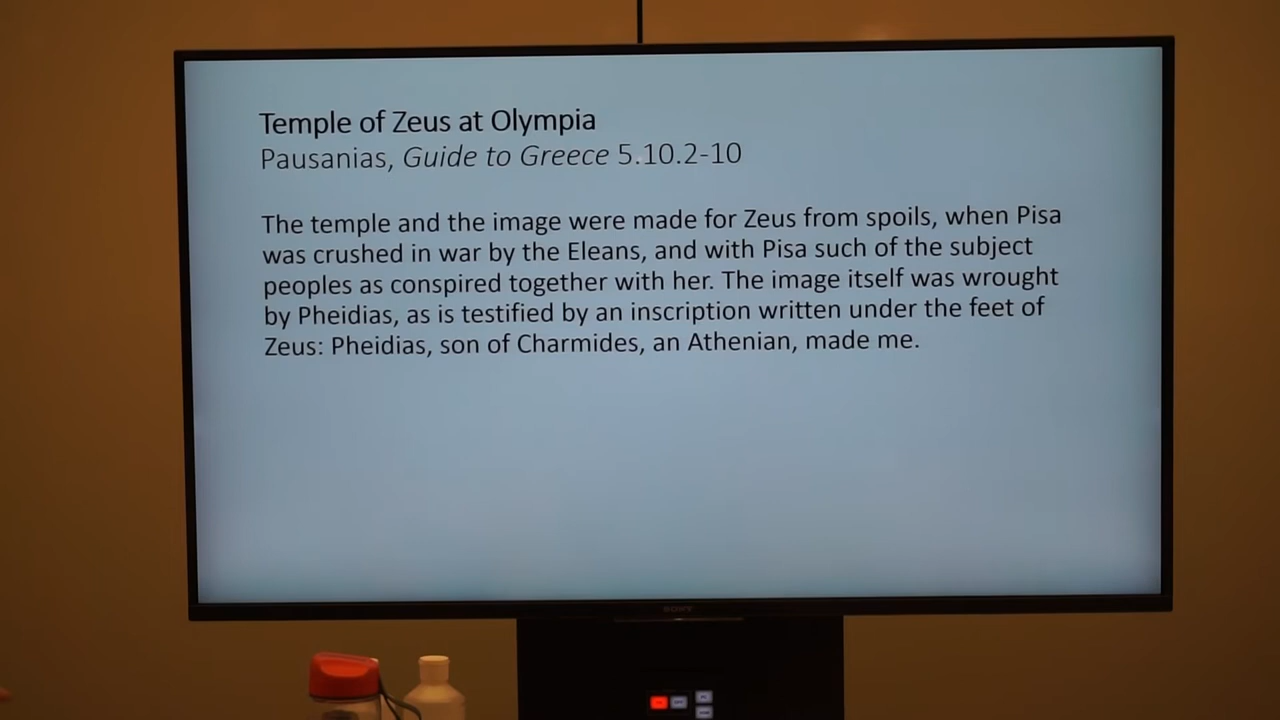 Temple of Zeus at Olympia
Pausanias, Guide to Greece 5.10.2-10
The temple and the image were made for Zeus from spoils, when Pisa
was crushed in war by the Eleans, and with Pisa such of the subject
peoples as conspired together with her. The image itself was wrought
by Pheidias, as is testified by an inscription written under the feet of
Zeus: Pheidias, son of Charmides, an Athenian, made me.
SONY